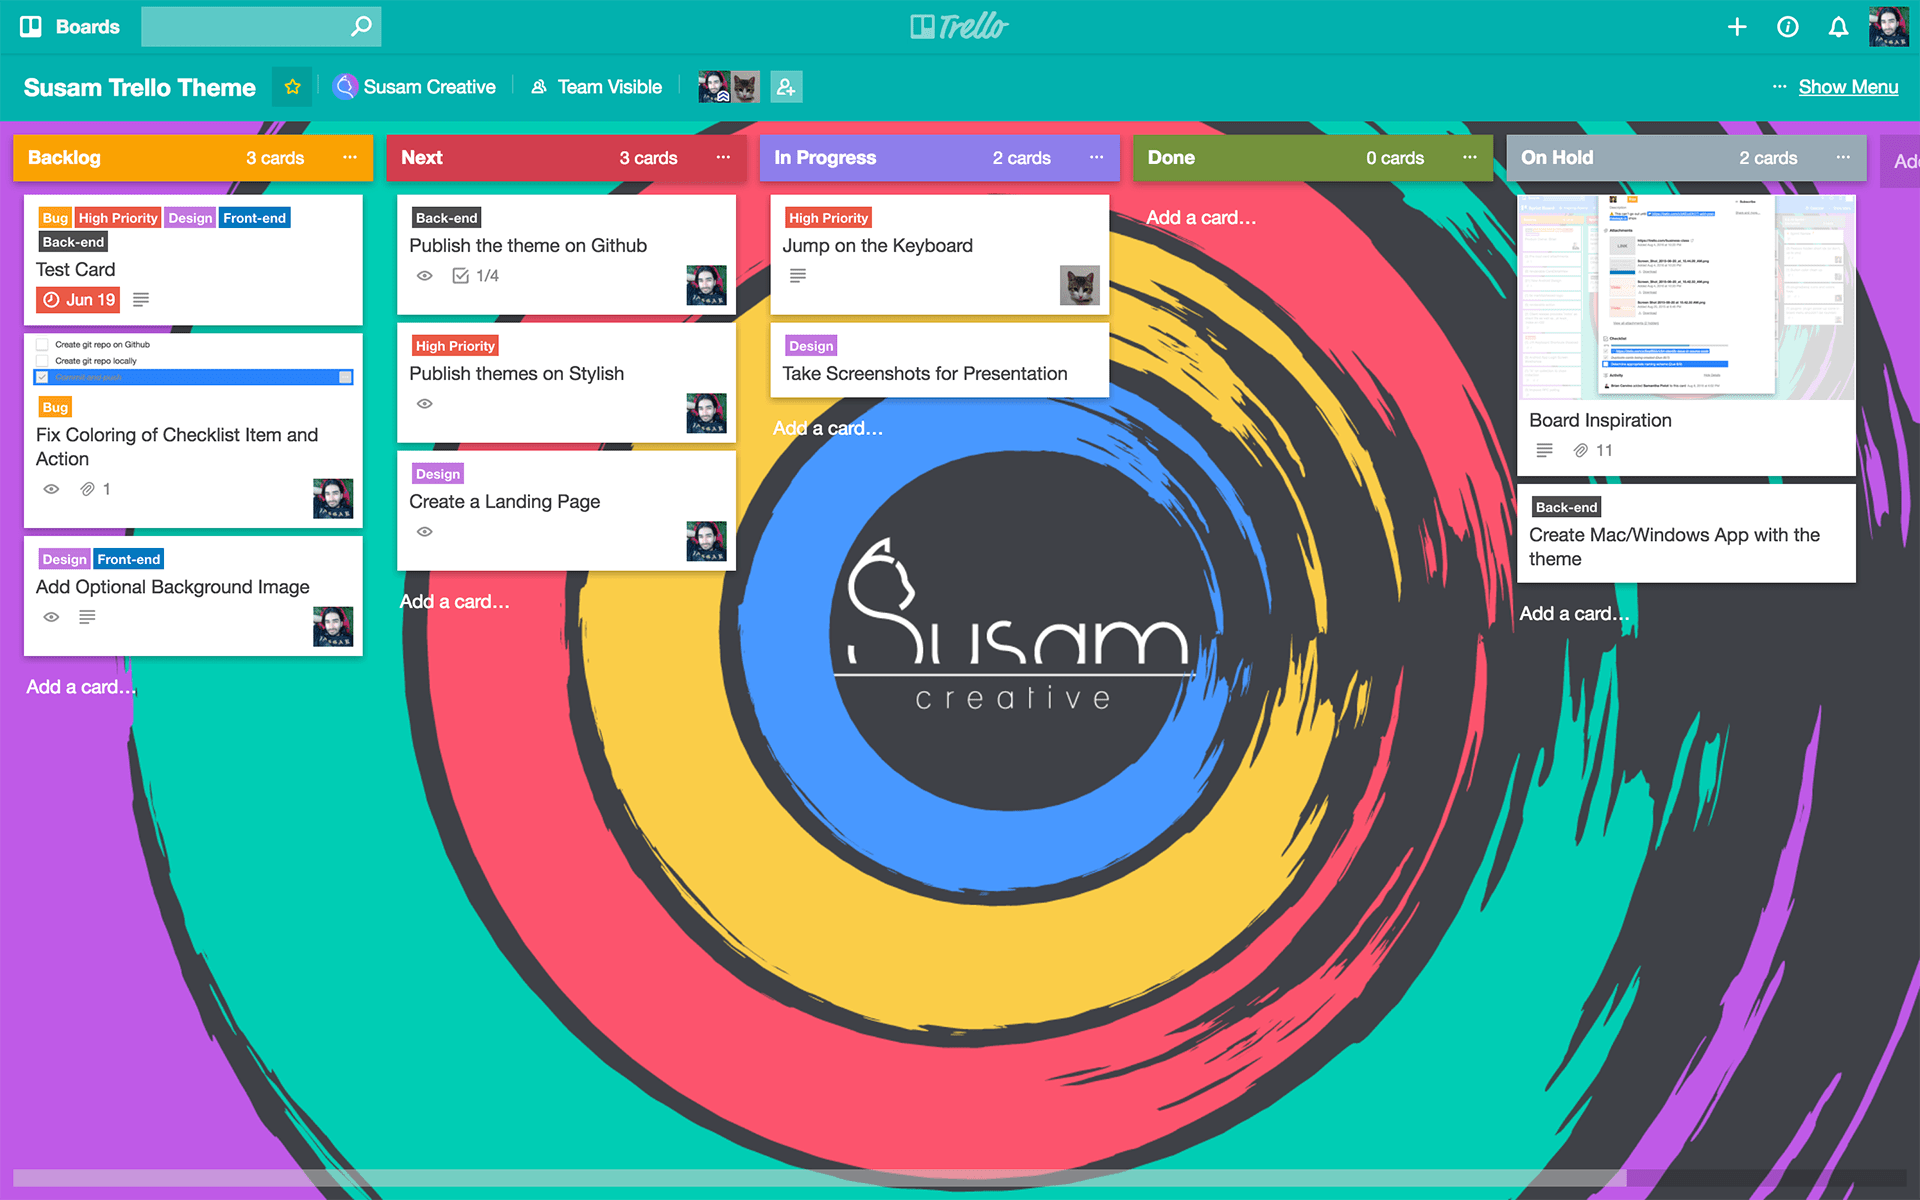 Boards
Trello
Susam Trello Theme
Susam Creative
Team Visible
Show Menu
Backlog 3 cards
Bug High Priority Design Front-end
Back-end
Test Card
Jun 19
Create git repo on Github
Create git repo locally
Bug
Fix Coloring of Checklist Item and
Action
1
Design Front-end
Add Optional Background Image
Add a card...
Next 3 cards
Back-end
Publish the theme on Github
1/4
High Priority
Publish themes on Stylish
Design
Create a Landing Page
Add a card...
In Progress 2 cards
High Priority
Jump on the Keyboard
Design
Take Screenshots for Presentation
Add a card...
Done 0 cards
Add a card...
On Hold 2 cards
Attachments
Checklist
Activity
Board Inspiration
11
Back-end
Create Mac/Windows App with the
theme
Add a card...
Susam
creative